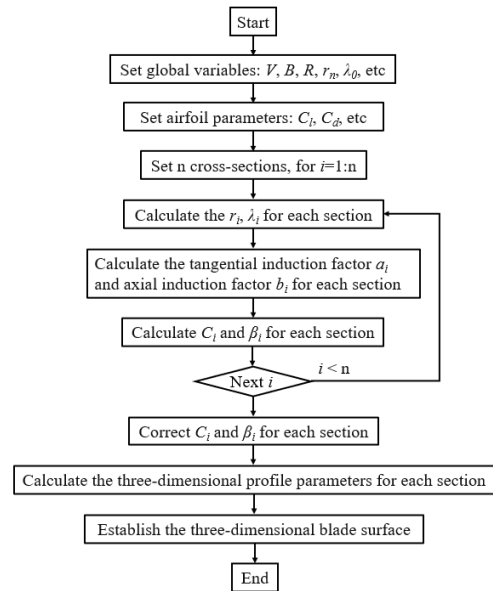 Start
Set global variables: V, B, R, rₙ, λ₀, etc
Set airfoil parameters: Cₗ, C_d, etc
Set n cross-sections, for i=1:n
Calculate the rᵢ, λᵢ for each section
Calculate the tangential induction factor aᵢ
and axial induction factor bᵢ for each section
Calculate Cᵢ and βᵢ for each section
Next i
i < n
Correct Cᵢ and βᵢ for each section
Calculate the three-dimensional profile parameters for each section
Establish the three-dimensional blade surface
End